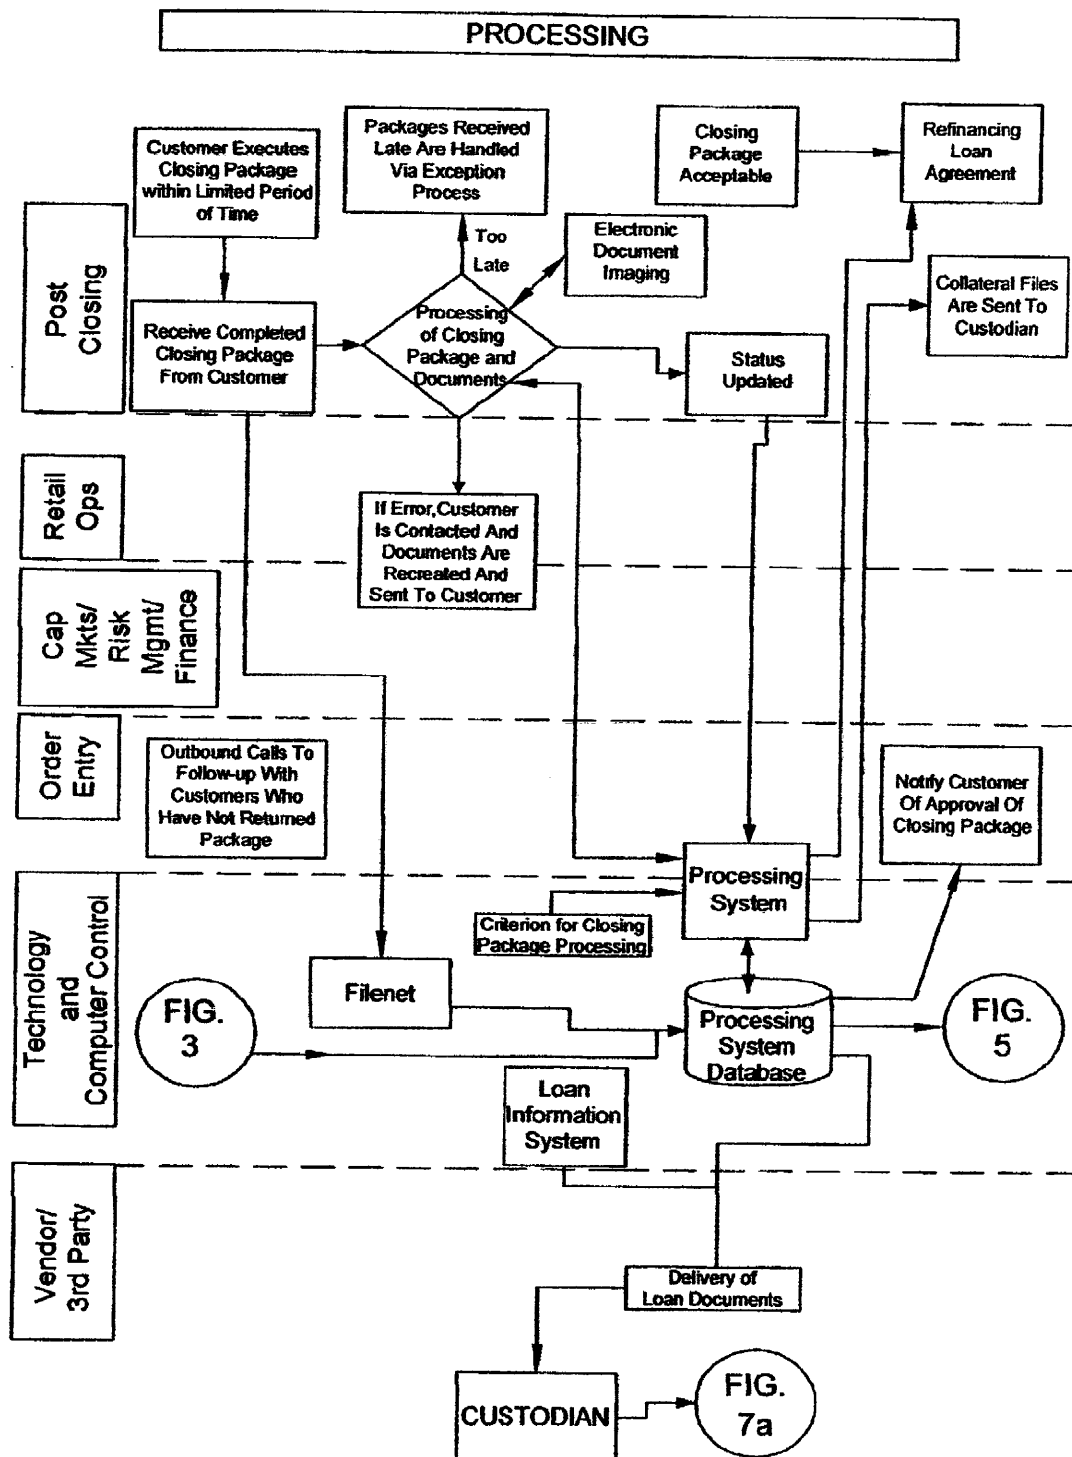 PROCESSING
Post
Closing
Customer Executes
Closing Package
within Limited Period
of Time
Packages Received
Late Are Handled
Via Exception
Process
Closing
Package
Acceptable
Refinancing
Loan
Agreement
Too
Late
Electronic
Document
Imaging
Collateral Files
Are Sent To
Custodian
Receive Completed
Closing Package
From Customer
Processing
of Closing
Package and
Documents
Status
Updated
Retail
Ops
If Error,Customer
Is Contacted And
Documents Are
Recreated And
Sent To Customer
Cap
Mkts/
Risk
Mgmt/
Finance
Order
Entry
Outbound Calls To
Follow-up With
Customers Who
Have Not Returned
Package
Notify Customer
Of Approval Of
Closing Package
Processing
System
Criterion for Closing
Package Processing
Technology
and
Computer Control
FIG.
3
Filenet
Processing
System
Database
FIG.
5
Loan
Information
System
Vendor/
3rd Party
Delivery of
Loan Documents
CUSTODIAN
FIG.
7a